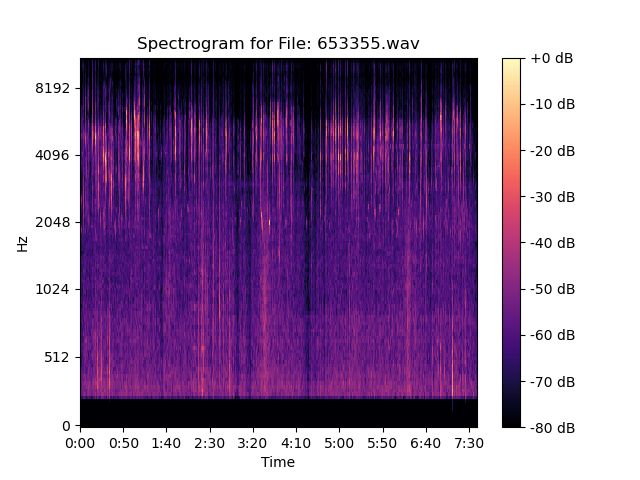 Spectrogram for File: 653355.wav
Hz
8192
4096
2048
1024
512
0
0:00 0:50 1:40 2:30 3:20 4:10 5:00 5:50 6:40 7:30
Time
+0 dB
-10 dB
-20 dB
-30 dB
-40 dB
-50 dB
-60 dB
-70 dB
-80 dB